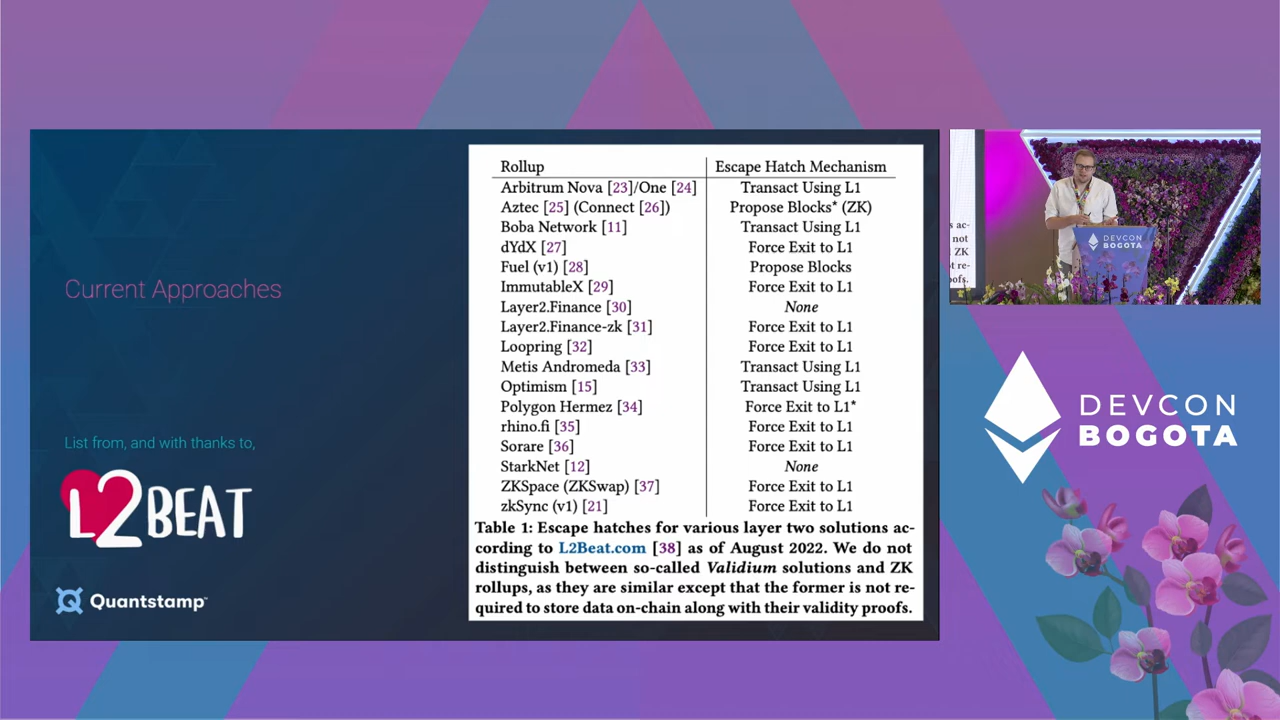 Current Approaches
List from, and with thanks to,
L2BEAT
Quantstamp
Rollup Escape Hatch Mechanism
Arbitrum Nova [23]/One [24] Transact Using L1
Aztec [25] (Connect [26]) Propose Blocks* (ZK)
Boba Network [11] Transact Using L1
dYdX [27] Force Exit to L1
Fuel (v1) [28] Propose Blocks
ImmutableX [29] Force Exit to L1
Layer2.Finance [30] None
Layer2.Finance-zk [31] Force Exit to L1
Loopring [32] Force Exit to L1
Metis Andromeda [33] Transact Using L1
Optimism [15] Transact Using L1
Polygon Hermez [34] Force Exit to L1*
rhino.fi [35] Force Exit to L1
Sorare [36] Force Exit to L1
StarkNet [12] None
ZKSpace (ZKSwap) [37] Force Exit to L1
zkSync (v1) [21] Force Exit to L1
Table 1: Escape hatches for various layer two solutions ac-
cording to L2Beat.com [38] as of August 2022. We do not
distinguish between so-called Validium solutions and ZK
rollups, as they are similar except that the former is not re-
quired to store data on-chain along with their validity proofs.
s ac-
not
ZK
t re-
oofs.
DEVCON
BOGOTA
DEVCON
BOGOTA